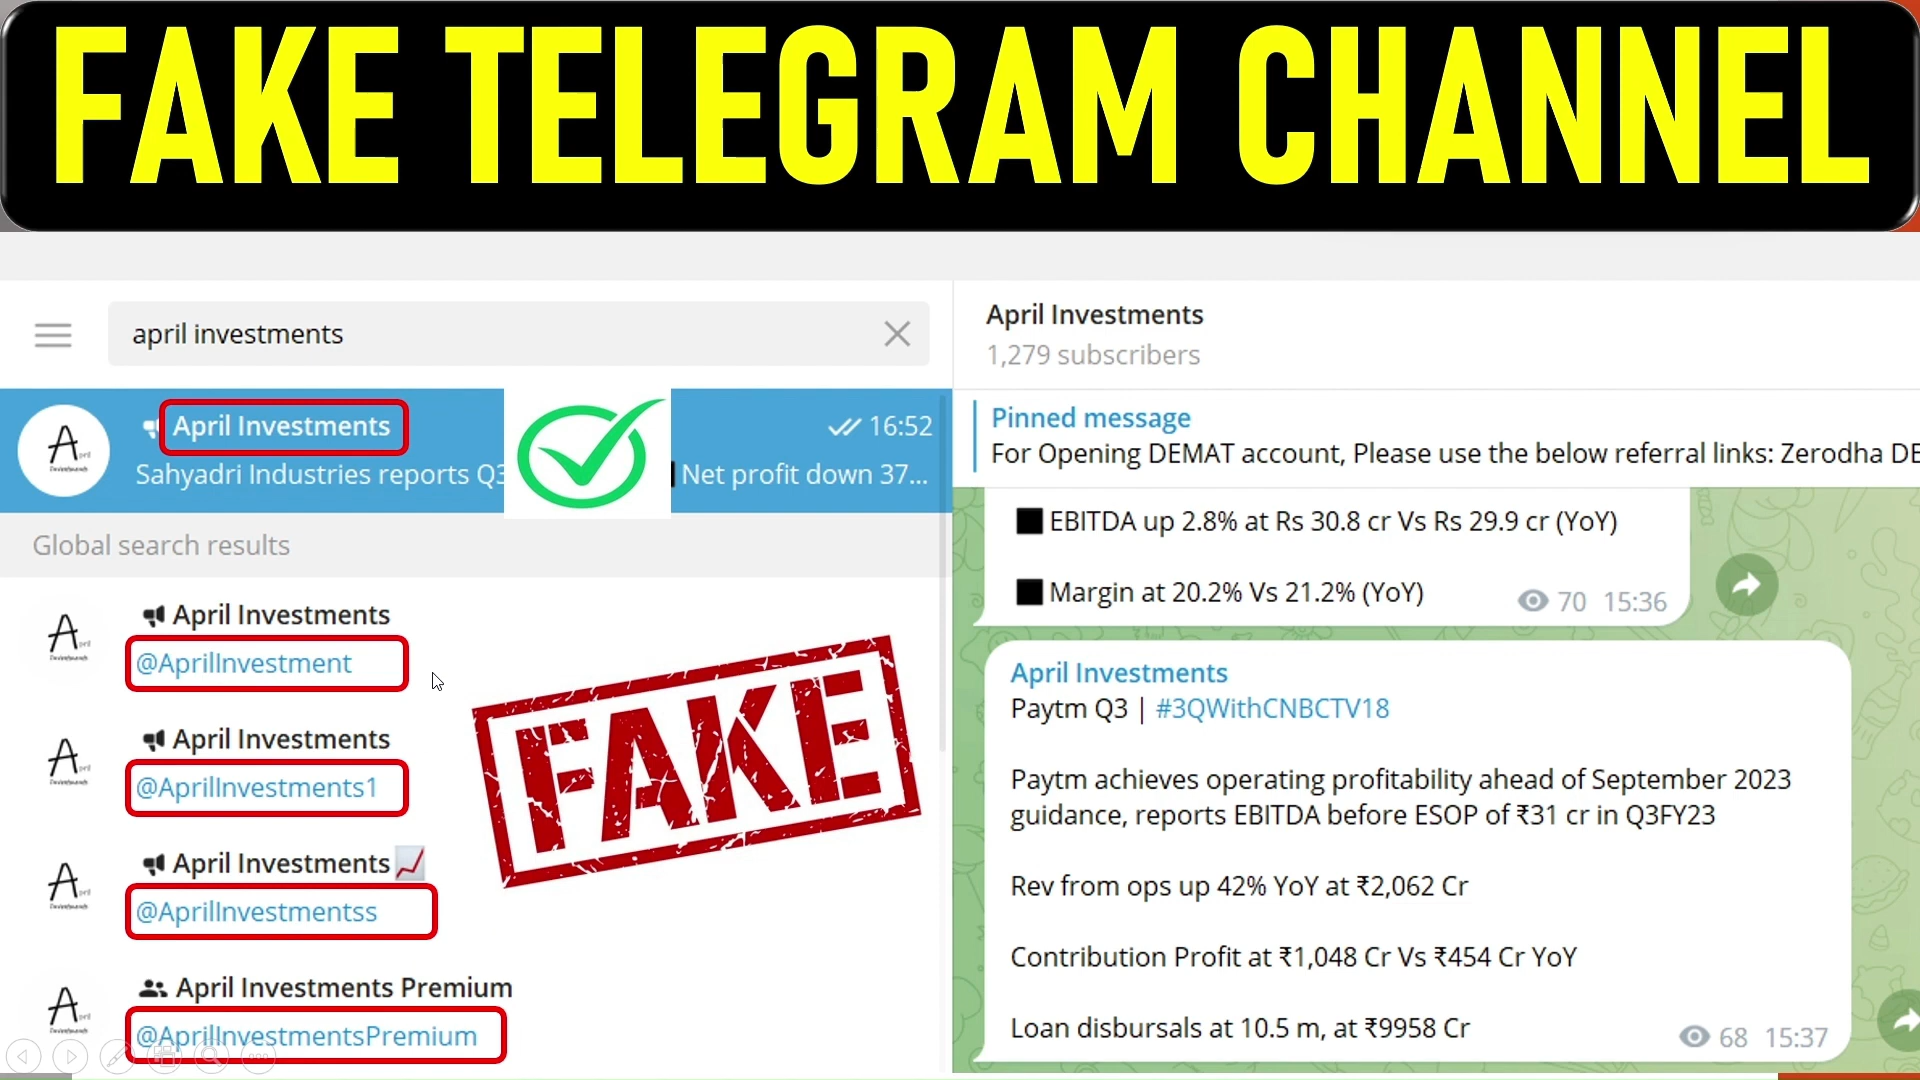 FAKE TELEGRAM CHANNEL
april investments
April Investments
16:52
Sahyadri Industries reports Q3
Net profit down 37...
Global search results
April Investments
@AprilInvestment
April Investments
@AprilInvestments1
April Investments
@AprilInvestmentss
April Investments Premium
@AprilInvestmentsPremium
FAKE
April Investments
1,279 subscribers
Pinned message
For Opening DEMAT account, Please use the below referral links: Zerodha DE
EBITDA up 2.8% at Rs 30.8 cr Vs Rs 29.9 cr (YoY)
Margin at 20.2% Vs 21.2% (YoY)
70 15:36
April Investments
Paytm Q3 | #3QWithCNBCTV18
Paytm achieves operating profitability ahead of September 2023
guidance, reports EBITDA before ESOP of ₹31 cr in Q3FY23
Rev from ops up 42% YoY at ₹2,062 Cr
Contribution Profit at ₹1,048 Cr Vs ₹454 Cr YoY
Loan disbursals at 10.5 m, at ₹9958 Cr
68 15:37